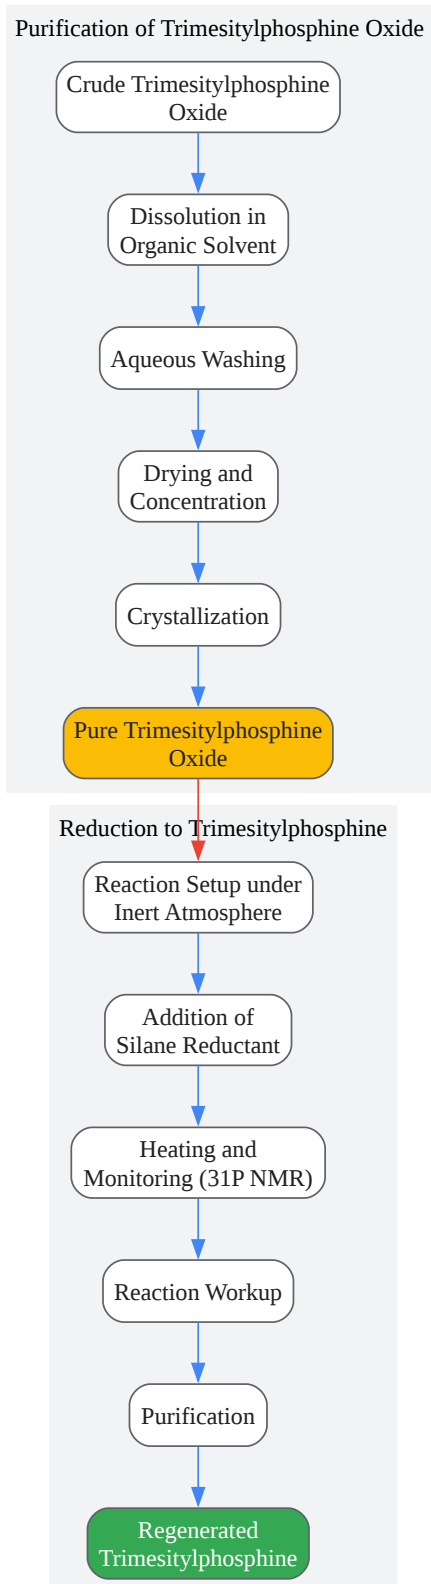 Purification of Trimesitylphosphine Oxide
Crude Trimesitylphosphine
Oxide
Dissolution in
Organic Solvent
Aqueous Washing
Drying and
Concentration
Crystallization
Pure Trimesitylphosphine
Oxide
Reduction to Trimesitylphosphine
Reaction Setup under
Inert Atmosphere
Addition of
Silane Reductant
Heating and
Monitoring (31P NMR)
Reaction Workup
Purification
Regenerated
Trimesitylphosphine